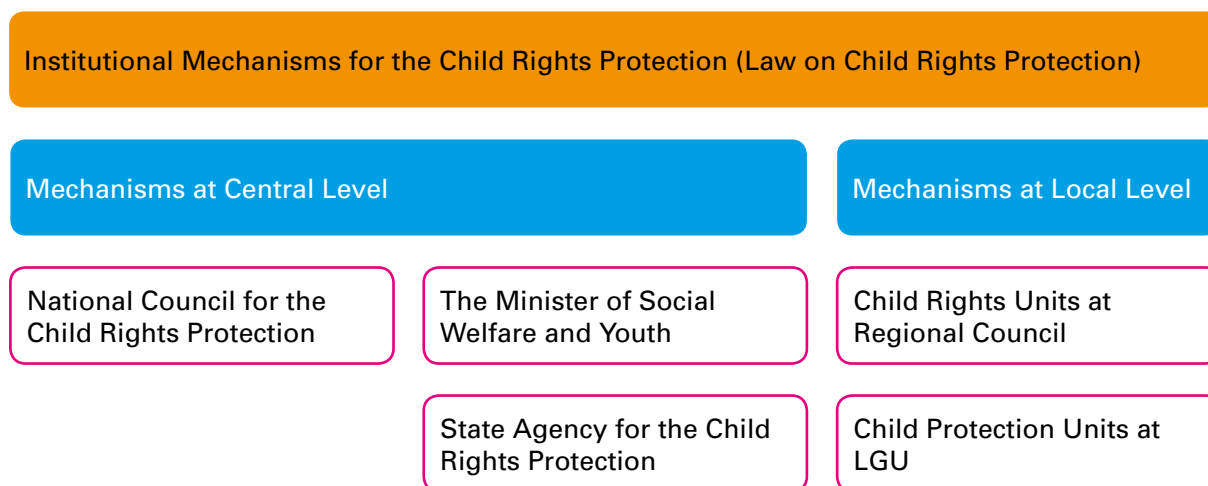 Institutional Mechanisms for the Child Rights Protection (Law on Child Rights Protection)
Mechanisms at Central Level
Mechanisms at Local Level
National Council for the
Child Rights Protection
The Minister of Social
Welfare and Youth
Child Rights Units at
Regional Council
State Agency for the Child
Rights Protection
Child Protection Units at
LGU